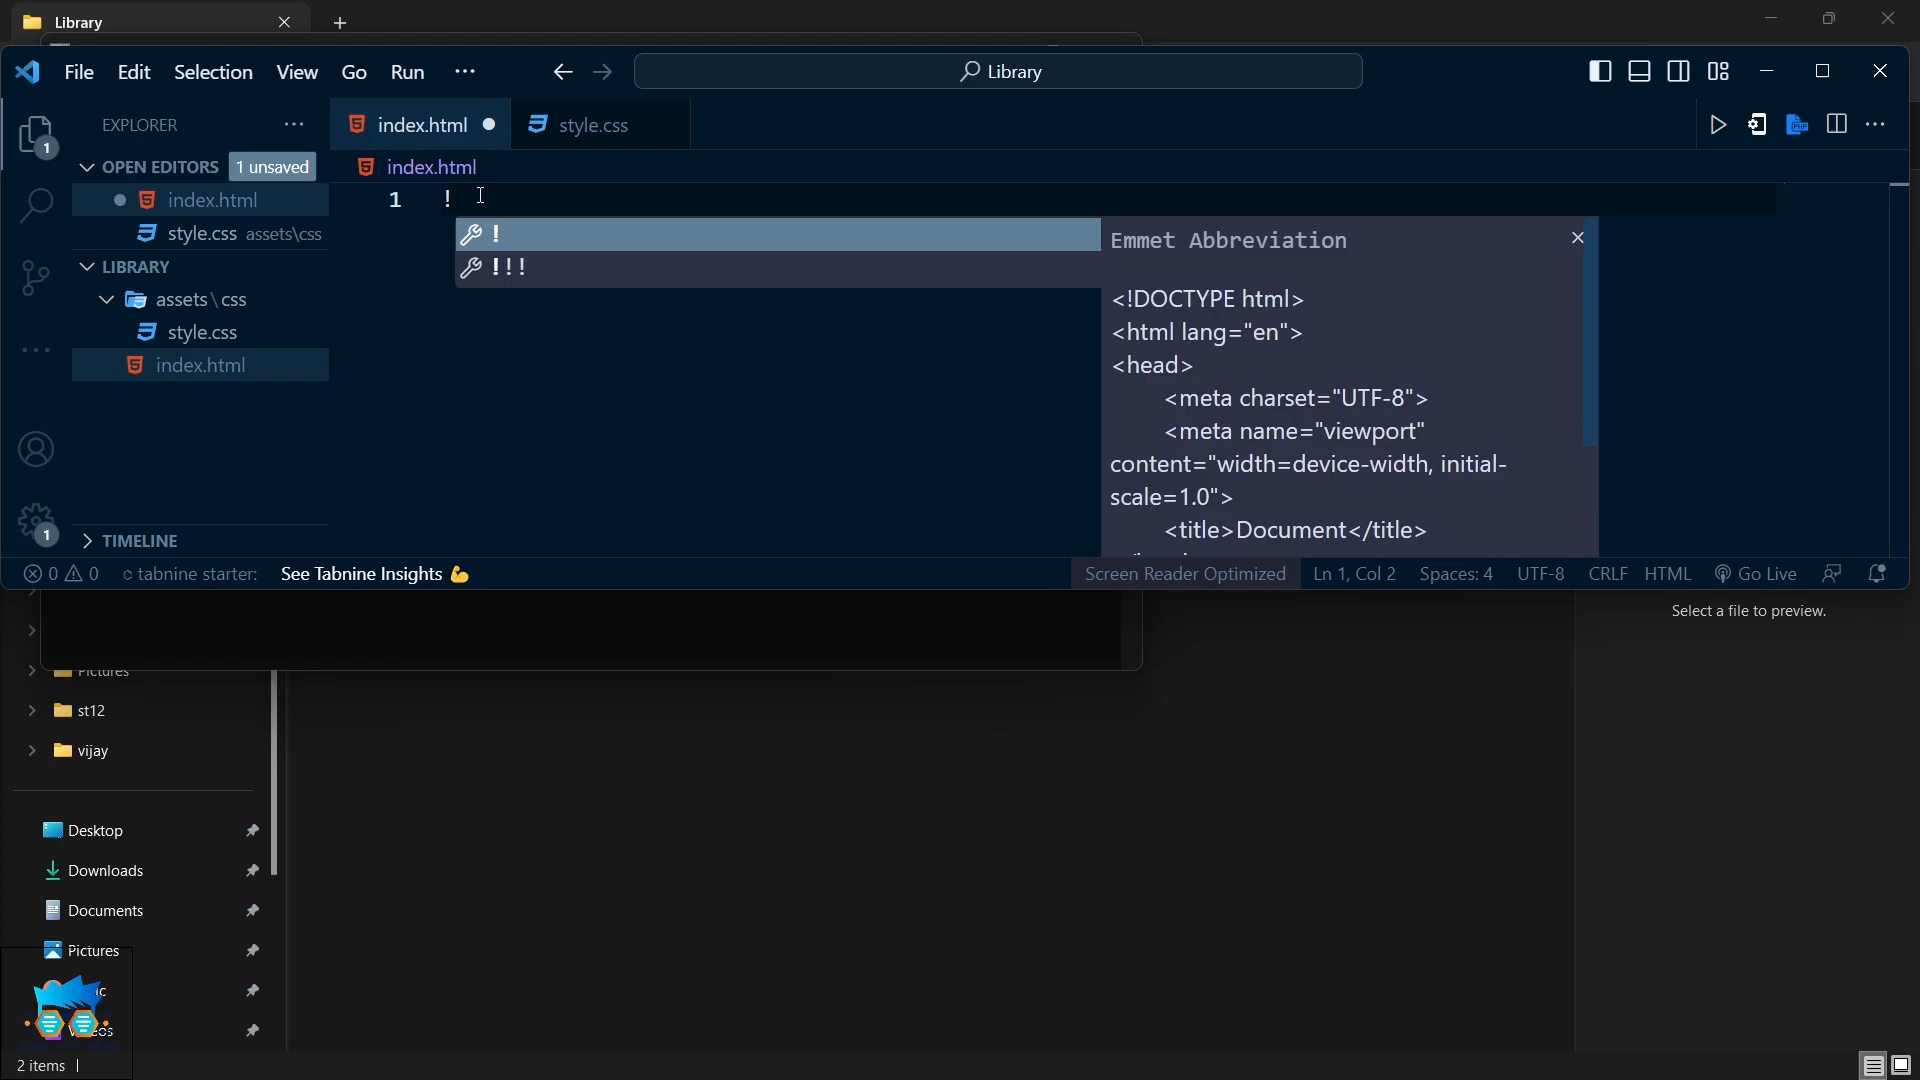 Library
File Edit Selection View Go Run
Library
EXPLORER
index.html
style.css
OPEN EDITORS 1 unsaved
index.html
index.html
style.css assets\css
LIBRARY
assets\css
style.css
index.html
TIMELINE
1
1
1 !
!
!!!
Emmet Abbreviation
<!DOCTYPE html>
<html lang="en">
<head>
<meta charset="UTF-8">
<meta name="viewport"
content="width=device-width, initial-
scale=1.0">
<title>Document</title>
0 0 tabnine starter: See Tabnine Insights 💪 Screen Reader Optimized Ln 1, Col 2 Spaces: 4 UTF-8 CRLF HTML Go Live
Select a file to preview.
Pictures
st12
vijay
Desktop
Downloads
Documents
Pictures
2 items